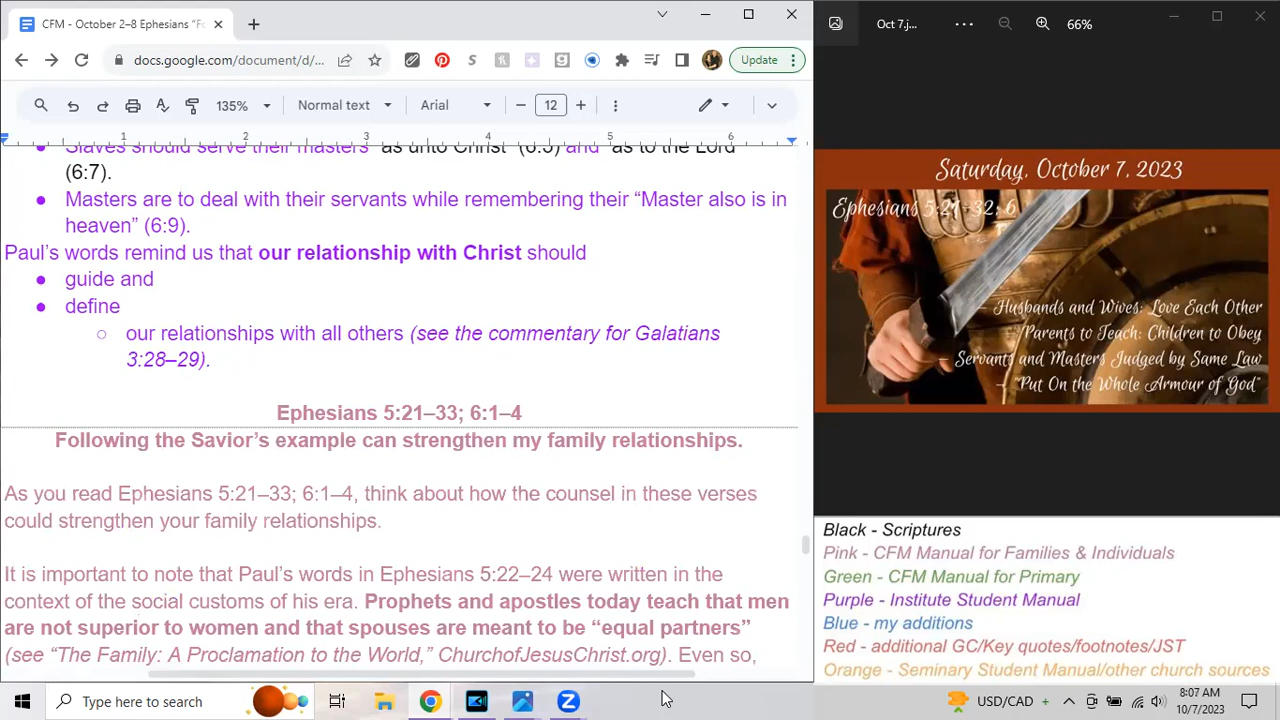 CFM - October 2–8 Ephesians “Fo
Oct 7.j...
66%
docs.google.com/document/d/...
Update
135%
Normal text
Arial
12
1 2 3 4 5 6
Slaves should serve their masters “as unto Christ” (6:5) and “as to the Lord”
(6:7).
Masters are to deal with their servants while remembering their “Master also is in
heaven” (6:9).
Paul’s words remind us that our relationship with Christ should
guide and
define
our relationships with all others (see the commentary for Galatians
3:28–29).
Ephesians 5:21–33; 6:1–4
Following the Savior’s example can strengthen my family relationships.
As you read Ephesians 5:21–33; 6:1–4, think about how the counsel in these verses
could strengthen your family relationships.
It is important to note that Paul’s words in Ephesians 5:22–24 were written in the
context of the social customs of his era. Prophets and apostles today teach that men
are not superior to women and that spouses are meant to be “equal partners”
(see “The Family: A Proclamation to the World,” ChurchofJesusChrist.org). Even so,
Saturday, October 7, 2023
Ephesians 5:21-32; 6
– Husbands and Wives: Love Each Other
– Parents to Teach: Children to Obey
– Servants and Masters Judged by Same Law
– "Put On the Whole Armour of God"
Black - Scriptures
Pink - CFM Manual for Families & Individuals
Green - CFM Manual for Primary
Purple - Institute Student Manual
Blue - my additions
Red - additional GC/Key quotes/footnotes/JST
Orange - Seminary Student Manual/other church sources
Type here to search
USD/CAD +
8:07 AM
10/7/2023